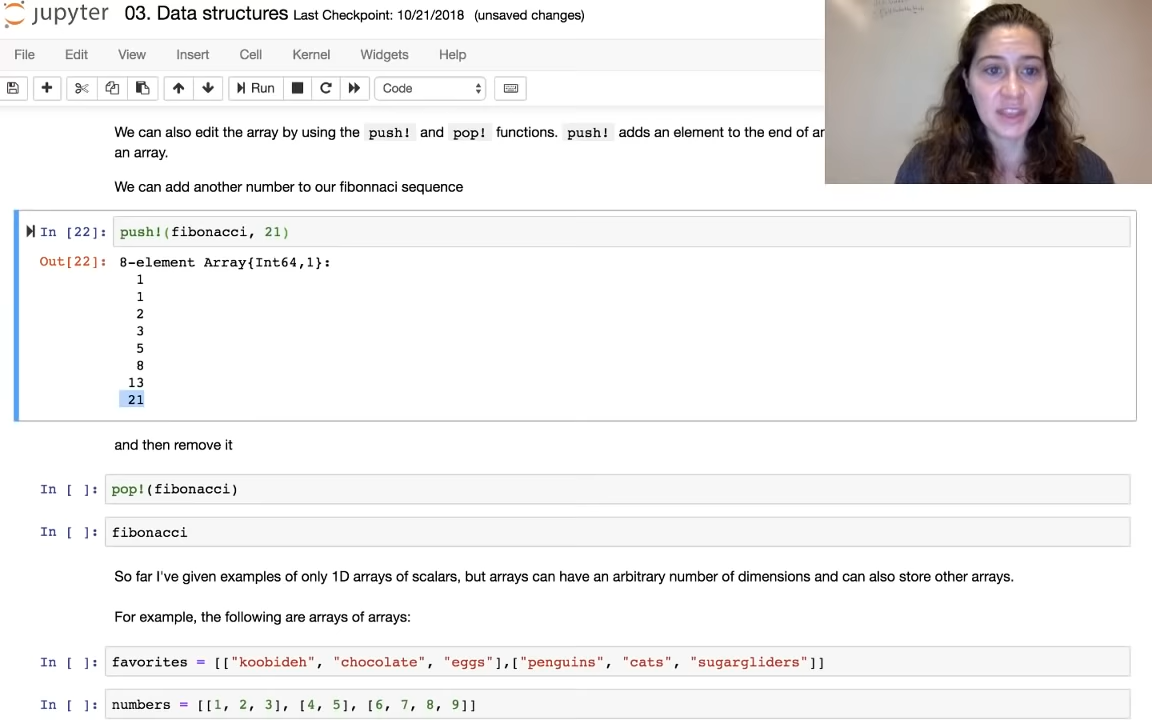 jupyter 03. Data structures Last Checkpoint: 10/21/2018 (unsaved changes)
File Edit View Insert Cell Kernel Widgets Help
Run Code
We can also edit the array by using the push! and pop! functions. push! adds an element to the end of
an array.
We can add another number to our fibonnaci sequence
In [22]: push!(fibonacci, 21)
Out[22]: 8-element Array{Int64,1}:
1
1
2
3
5
8
13
21
and then remove it
In [ ]: pop!(fibonacci)
In [ ]: fibonacci
So far I've given examples of only 1D arrays of scalars, but arrays can have an arbitrary number of dimensions and can also store other arrays.
For example, the following are arrays of arrays:
In [ ]: favorites = [["koobideh", "chocolate", "eggs"],["penguins", "cats", "sugargliders"]]
In [ ]: numbers = [[1, 2, 3], [4, 5], [6, 7, 8, 9]]